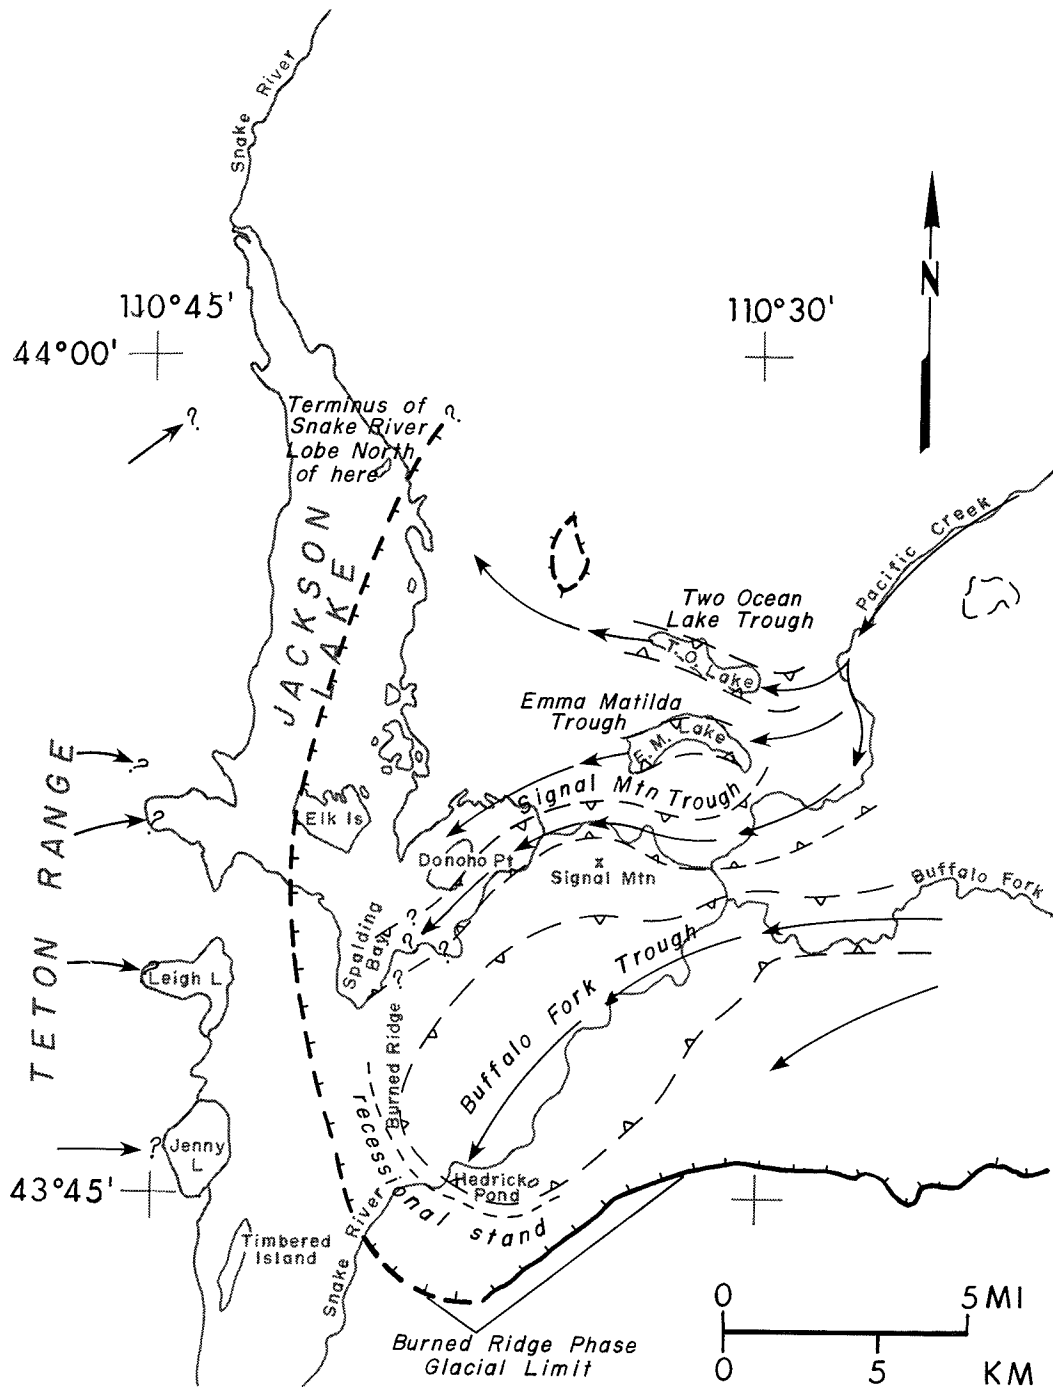 Snake River
110°45'
110°30'
N
44°00'
?
Terminus of
Snake River
Lobe North
of here
?
JACKSON
LAKE
Pacific Creek
Two Ocean
Lake Trough
T. O. Lake
Emma Matilda
Trough
E. M. Lake
TETON RANGE
?
?
Elk Is
Signal Mtn Trough
Donoho Pt
x
Signal Mtn
Buffalo Fork
Spalding
Bay
?
?
?
?
Leigh L
Buffalo Fork Trough
Burned Ridge
recessional stand
?
Jenny
L
Hedrick
Pond
43°45'
Timbered
Island
Snake River
0
5 MI
Burned Ridge Phase
Glacial Limit
0
5
KM